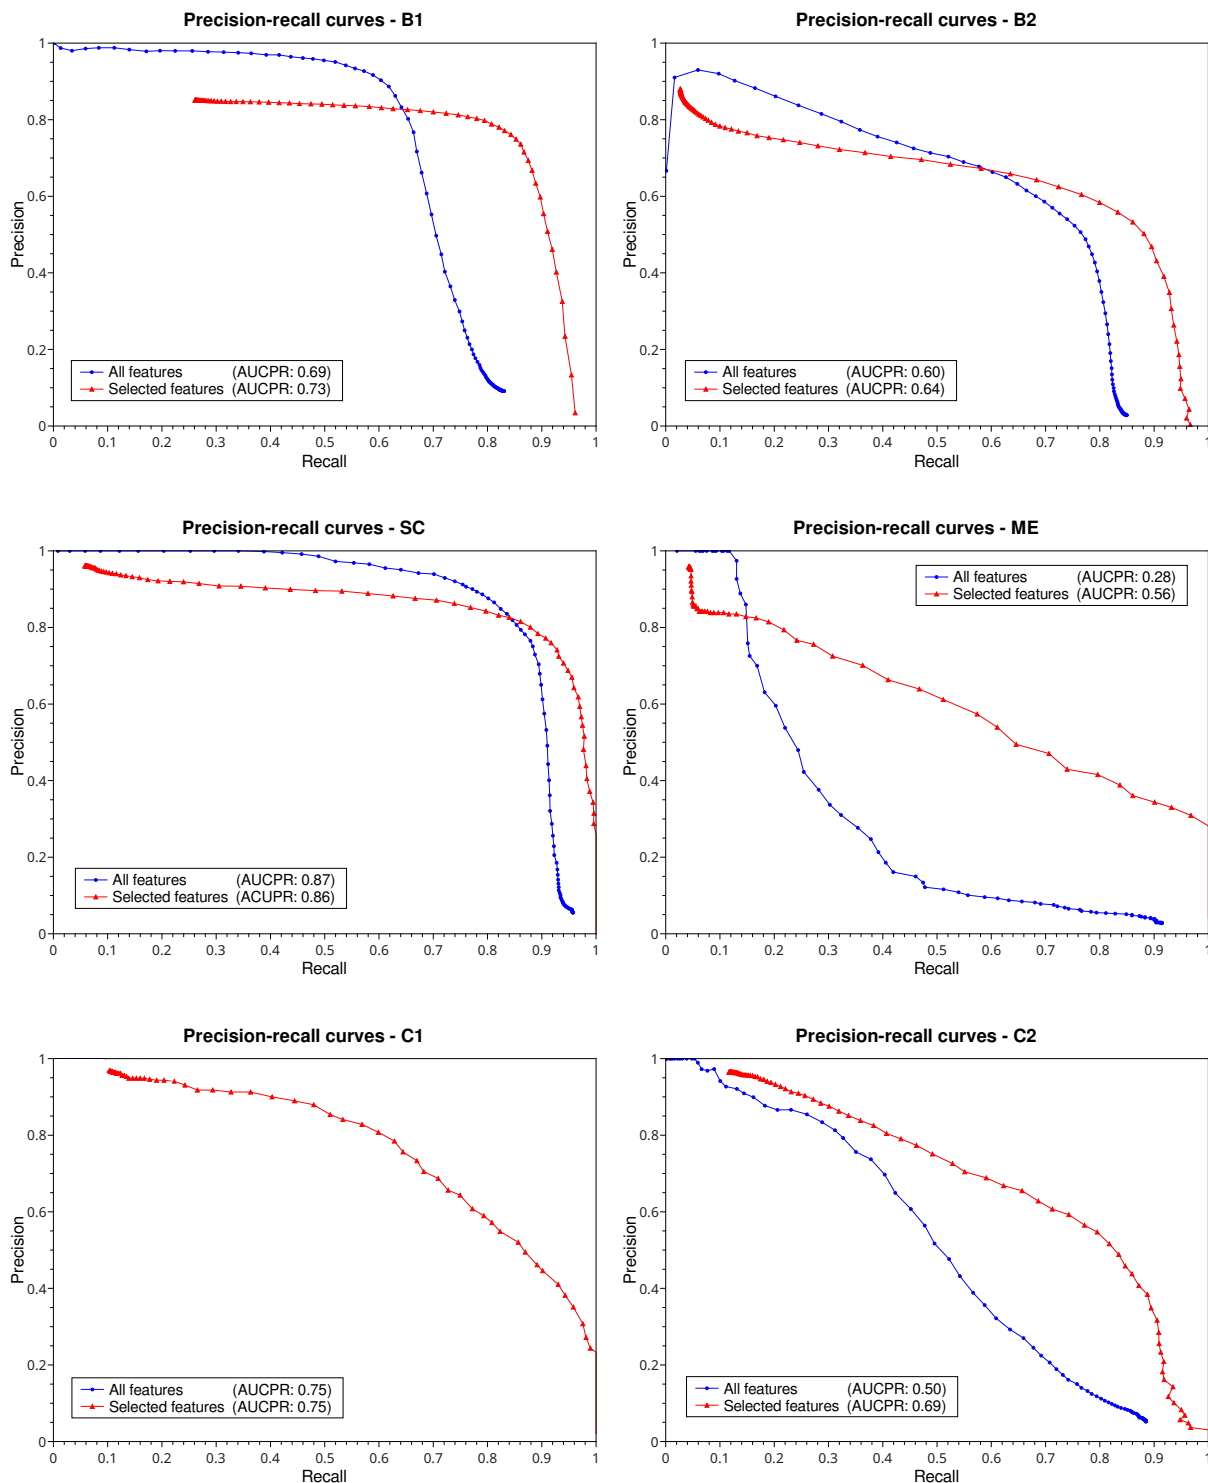 Precision-recall curves - B1
1
0.8
0.6
0.4
0.2
0
Precision
All features (AUCPR: 0.69)
Selected features (AUCPR: 0.73)
0 0.1 0.2 0.3 0.4 0.5 0.6 0.7 0.8 0.9 1
Recall
Precision-recall curves - B2
1
0.8
0.6
0.4
0.2
0
Precision
All features (AUCPR: 0.60)
Selected features (AUCPR: 0.64)
0 0.1 0.2 0.3 0.4 0.5 0.6 0.7 0.8 0.9 1
Recall
Precision-recall curves - SC
1
0.8
0.6
0.4
0.2
0
Precision
All features (AUCPR: 0.87)
Selected features (ACUPR: 0.86)
0 0.1 0.2 0.3 0.4 0.5 0.6 0.7 0.8 0.9 1
Recall
Precision-recall curves - ME
1
0.8
0.6
0.4
0.2
0
Precision
All features (AUCPR: 0.28)
Selected features (AUCPR: 0.56)
0 0.1 0.2 0.3 0.4 0.5 0.6 0.7 0.8 0.9 1
Recall
Precision-recall curves - C1
1
0.8
0.6
0.4
0.2
0
Precision
All features (AUCPR: 0.75)
Selected features (AUCPR: 0.75)
0 0.1 0.2 0.3 0.4 0.5 0.6 0.7 0.8 0.9 1
Recall
Precision-recall curves - C2
1
0.8
0.6
0.4
0.2
0
Precision
All features (AUCPR: 0.50)
Selected features (AUCPR: 0.69)
0 0.1 0.2 0.3 0.4 0.5 0.6 0.7 0.8 0.9 1
Recall